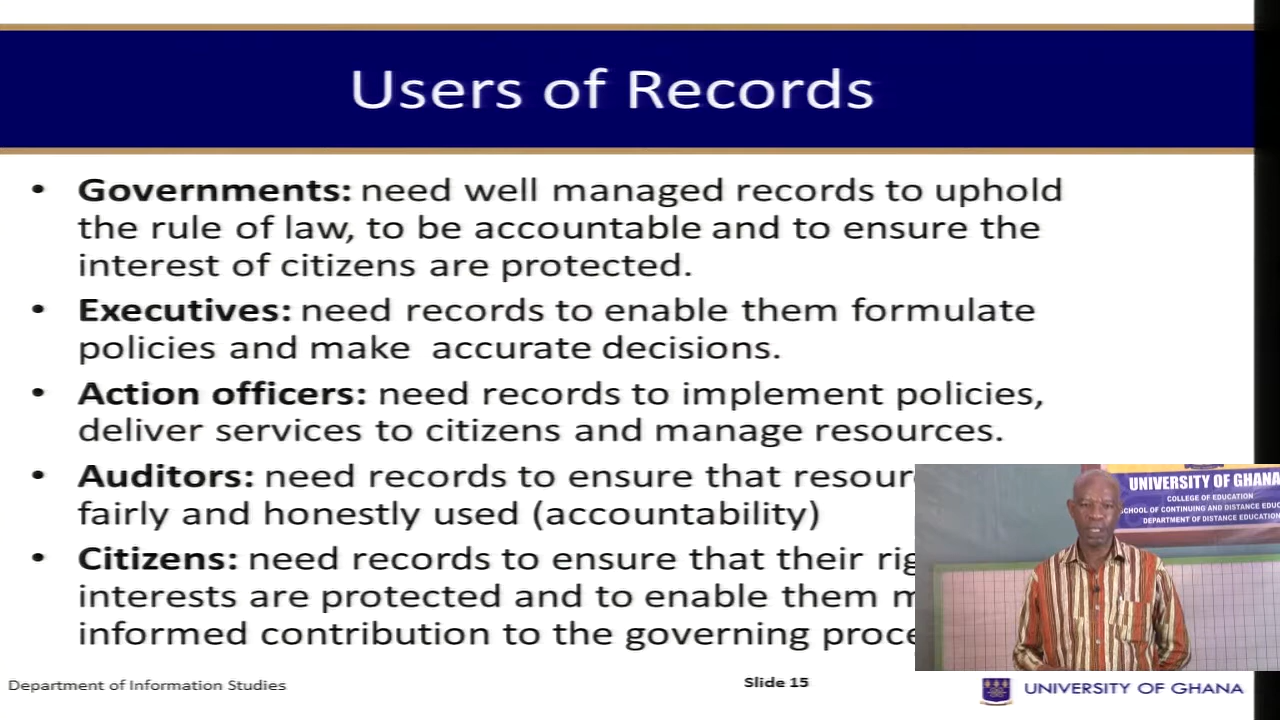 Users of Records
• Governments: need well managed records to uphold
the rule of law, to be accountable and to ensure the
interest of citizens are protected.
• Executives: need records to enable them formulate
policies and make accurate decisions.
• Action officers: need records to implement policies,
deliver services to citizens and manage resources.
• Auditors: need records to ensure that
fairly and honestly used (accountability)
• Citizens: need records to ensure that their
interests are protected and to enable them
informed contribution to the governing
UNIVERSITY OF GHANA
COLLEGE OF EDUCATION
SCHOOL OF CONTINUING AND DISTANCE
DEPARTMENT OF DISTANCE EDUCATION
Department of Information Studies
Slide 15
UNIVERSITY OF GHANA